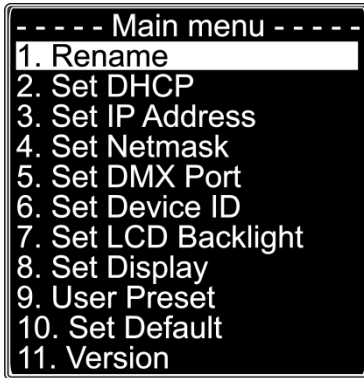 - - - - - Main menu - - - - -
1. Rename
2. Set DHCP
3. Set IP Address
4. Set Netmask
5. Set DMX Port
6. Set Device ID
7. Set LCD Backlight
8. Set Display
9. User Preset
10. Set Default
11. Version